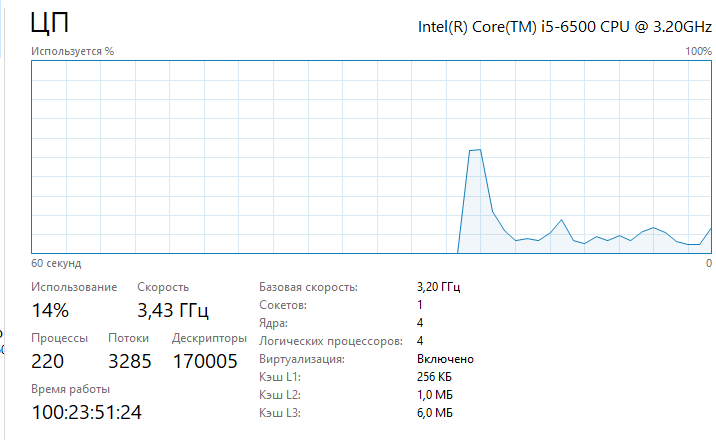 ЦП
Intel(R) Core(TM) i5-6500 CPU @ 3.20GHz
Используется %
100%
60 секунд
0
Использование
Скорость
14%
3,43 ГГц
Процессы
Потоки
Дескрипторы
220
3285
170005
Время работы
100:23:51:24
Базовая скорость:
3,20 ГГц
Сокетов:
1
Ядра:
4
Логических процессоров:
4
Виртуализация:
Включено
Кэш L1:
256 КБ
Кэш L2:
1,0 МБ
Кэш L3:
6,0 МБ